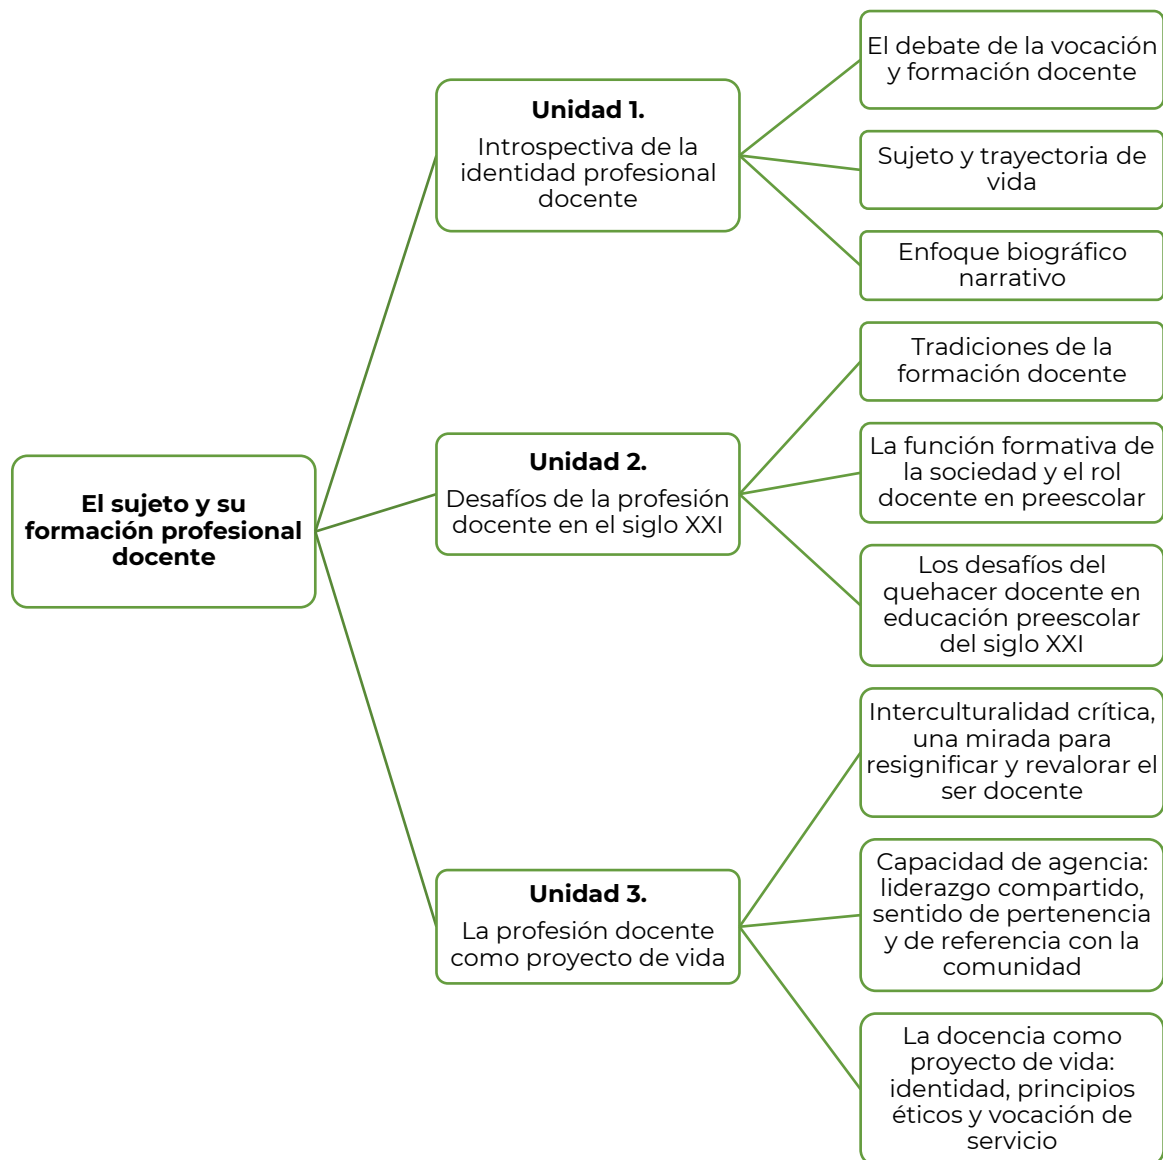 El sujeto y su
formación profesional
docente
Unidad 1.
Introspectiva de la
identidad profesional
docente
El debate de la vocación
y formación docente
Sujeto y trayectoria de
vida
Enfoque biográfico
narrativo
Unidad 2.
Desafíos de la profesión
docente en el siglo XXI
Tradiciones de la
formación docente
La función formativa de
la sociedad y el rol
docente en preescolar
Los desafíos del
quehacer docente en
educación preescolar
del siglo XXI
Unidad 3.
La profesión docente
como proyecto de vida
Interculturalidad crítica,
una mirada para
resignificar y revalorar el
ser docente
Capacidad de agencia:
liderazgo compartido,
sentido de pertenencia
y de referencia con la
comunidad
La docencia como
proyecto de vida:
identidad, principios
éticos y vocación de
servicio